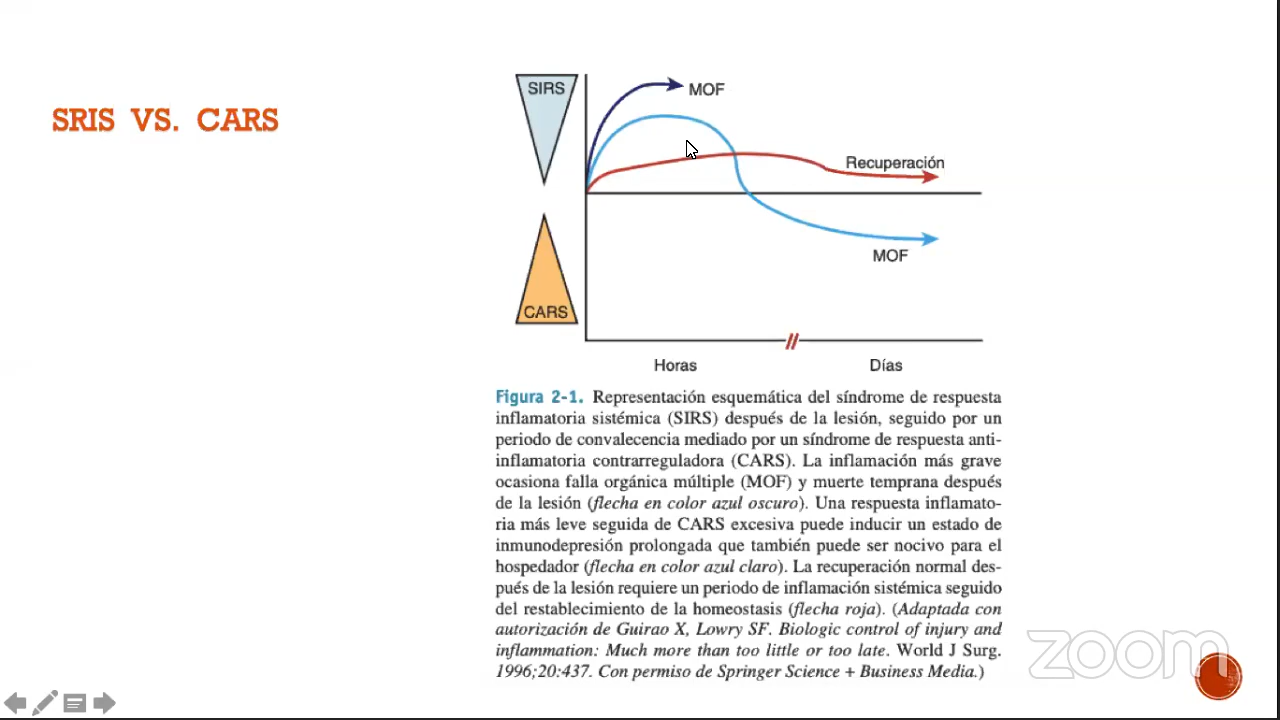 SRIS VS. CARS
SIRS
MOF
Recuperación
MOF
CARS
Horas
Días
Figura 2-1. Representación esquemática del síndrome de respuesta
inflamatoria sistémica (SIRS) después de la lesión, seguido por un
periodo de convalecencia mediado por un síndrome de respuesta anti-
inflamatoria contrarreguladora (CARS). La inflamación más grave
ocasiona falla orgánica múltiple (MOF) y muerte temprana después
de la lesión (flecha en color azul oscuro). Una respuesta inflamato-
ria más leve seguida de CARS excesiva puede inducir un estado de
inmunodepresión prolongada que también puede ser nocivo para el
hospedador (flecha en color azul claro). La recuperación normal des-
pués de la lesión requiere un periodo de inflamación sistémica seguido
del restablecimiento de la homeostasis (flecha roja). (Adaptada con
autorización de Guirao X, Lowry SF. Biologic control of injury and
inflammation: Much more than too little or too late. World J Surg.
1996;20:437. Con permiso de Springer Science + Business Media.)
zoom